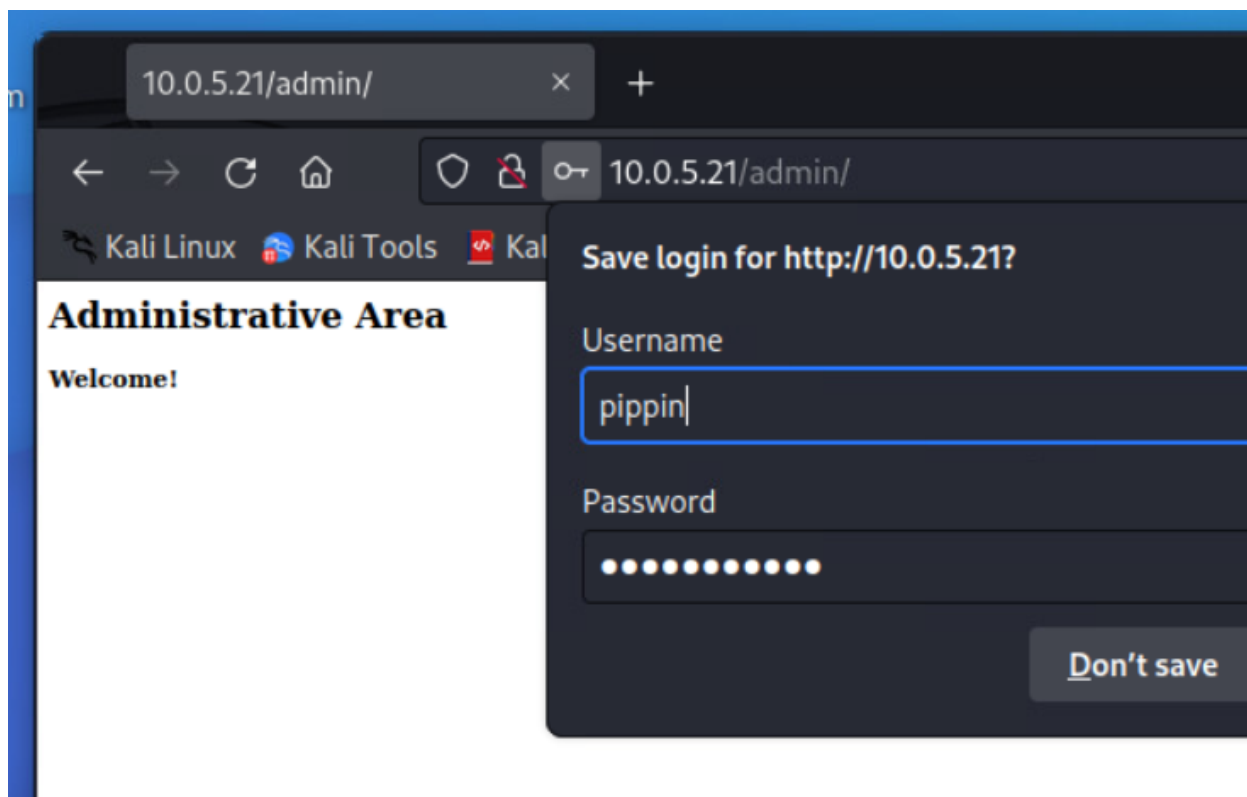 m
10.0.5.21/admin/
10.0.5.21/admin/
Kali Linux Kali Tools Kal
Save login for http://10.0.5.21?
Administrative Area
Username
Welcome!
pippin
Password
Don't save